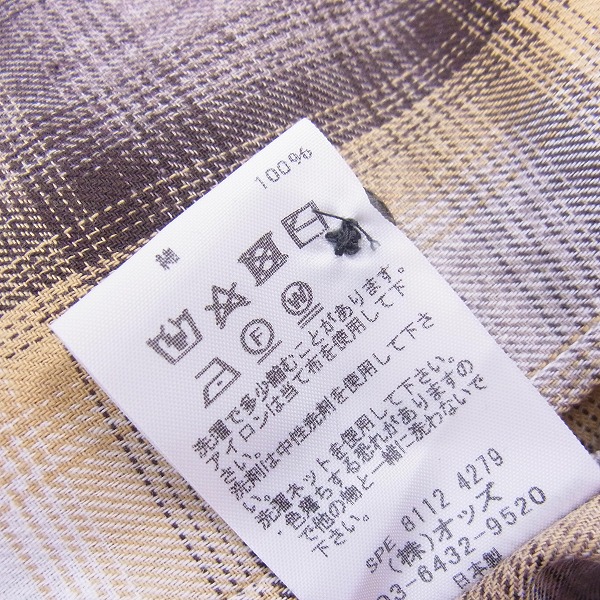 綿 100%
F W
洗濯で多少縮むことがあります。
アイロンは当て布を使用して下
さい。
洗剤は中性洗剤を使用して下さ
い。
洗濯ネットを使用して下さい。
・色落ちする恐れがありますの
で他の物と一緒に洗わないで
下さい。
SPE 8112 4279
(株)オッズ
03-6432-9520
日本製